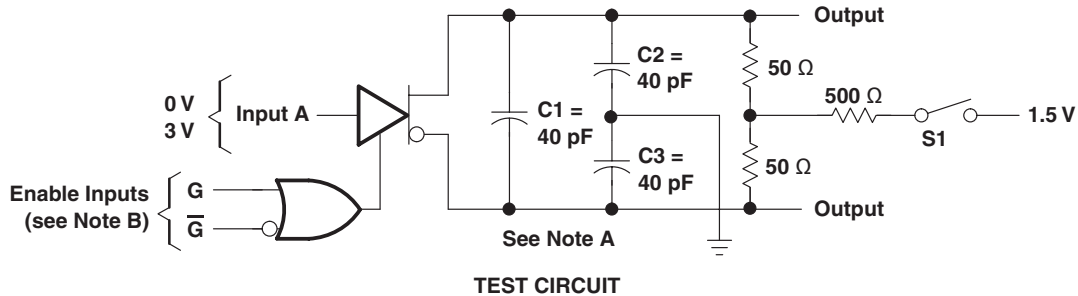 Output
C2 =
40 pF
50 Ω
500 Ω
0 V
3 V
Input A
C1 =
40 pF
1.5 V
S1
C3 =
40 pF
50 Ω
Enable Inputs
(see Note B)
G
G̅
Output
See Note A
TEST CIRCUIT